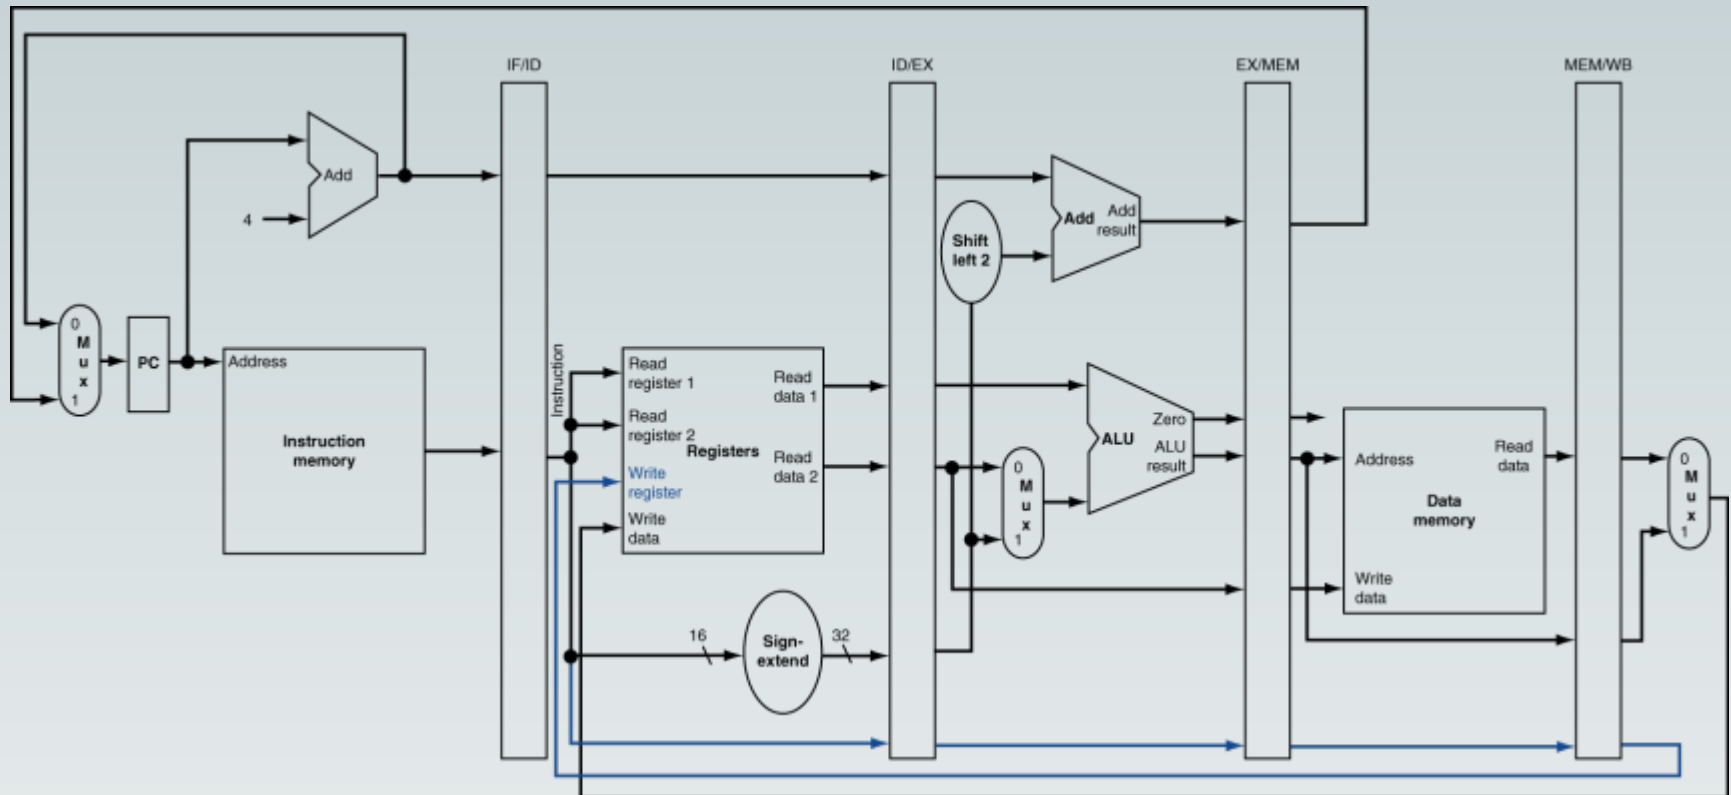 IF/ID
ID/EX
EX/MEM
MEM/WB
Add
4
Shift
left 2
Add
Add
result
0
M
u
x
1
PC
Address
Instruction
memory
Instruction
Read
register 1
Read
register 2
Registers
Write
register
Write
data
Read
data 1
Read
data 2
16
Sign-
extend
32
0
M
u
x
1
ALU
Zero
ALU
result
Address
Read
data
Data
memory
Write
data
0
M
u
x
1